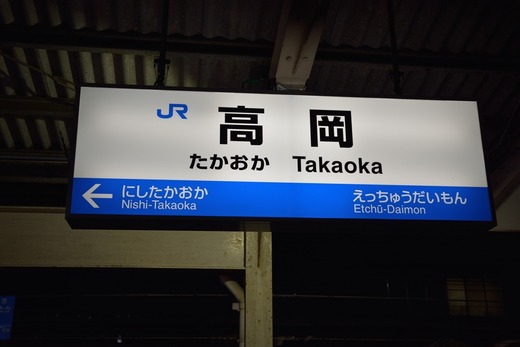 JR 高岡
たかおか Takaoka
← にしたかおか えっちゅうだいもん
Nishi-Takaoka Etchū-Daimon